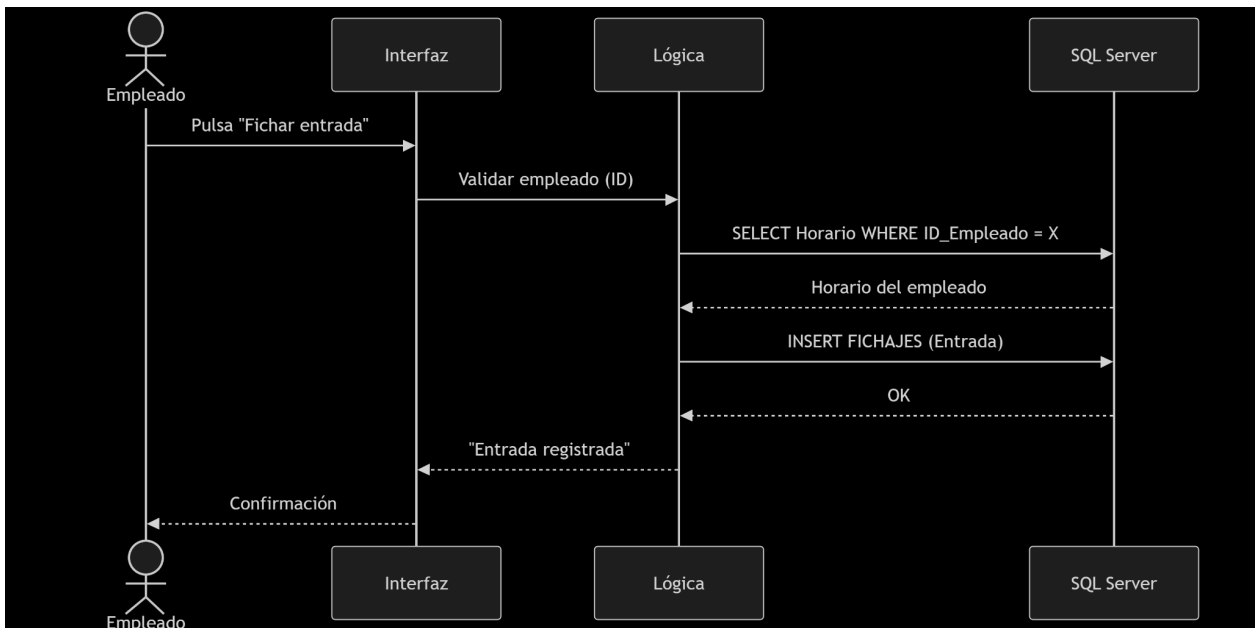 Empleado
Interfaz
Lógica
SQL Server
Pulsa "Fichar entrada"
Validar empleado (ID)
SELECT Horario WHERE ID_Empleado = X
Horario del empleado
INSERT FICHAJES (Entrada)
OK
"Entrada registrada"
Confirmación
Empleado
Interfaz
Lógica
SQL Server